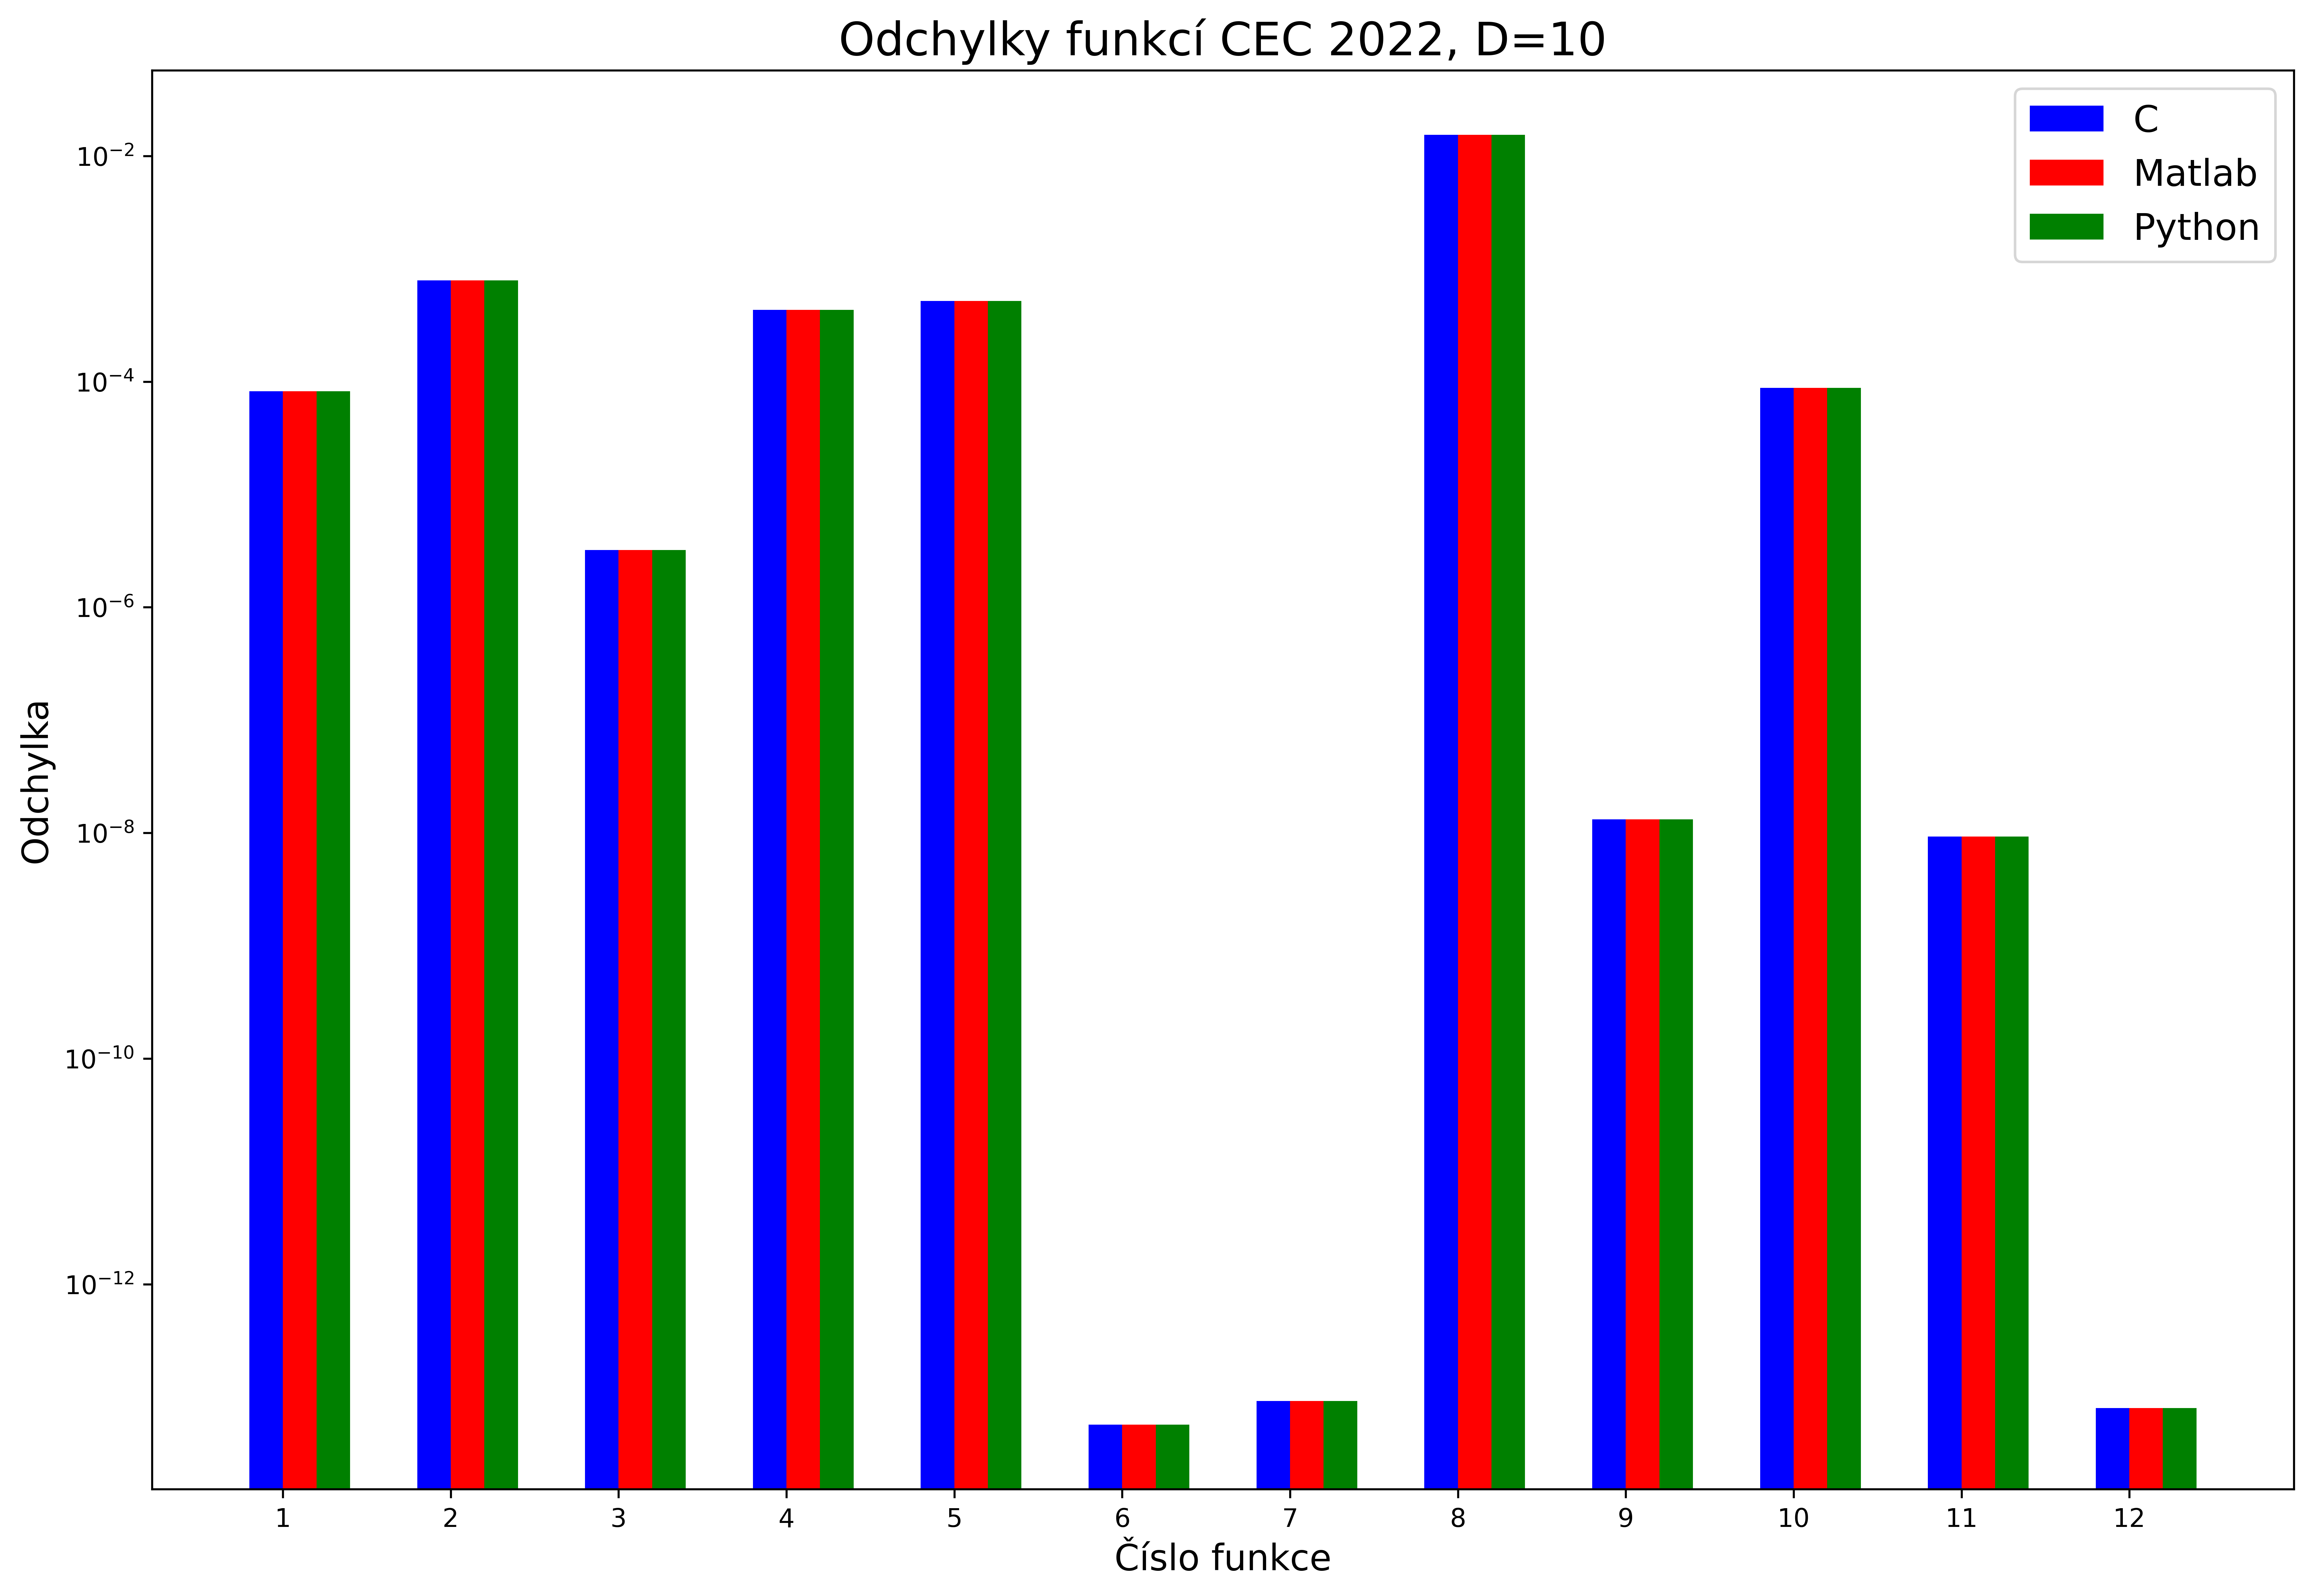 Odchylky funkcí CEC 2022, D=10
C
Matlab
Python
Odchylka
10⁻²
10⁻⁴
10⁻⁶
10⁻⁸
10⁻¹⁰
10⁻¹²
1 2 3 4 5 6 7 8 9 10 11 12
Číslo funkce